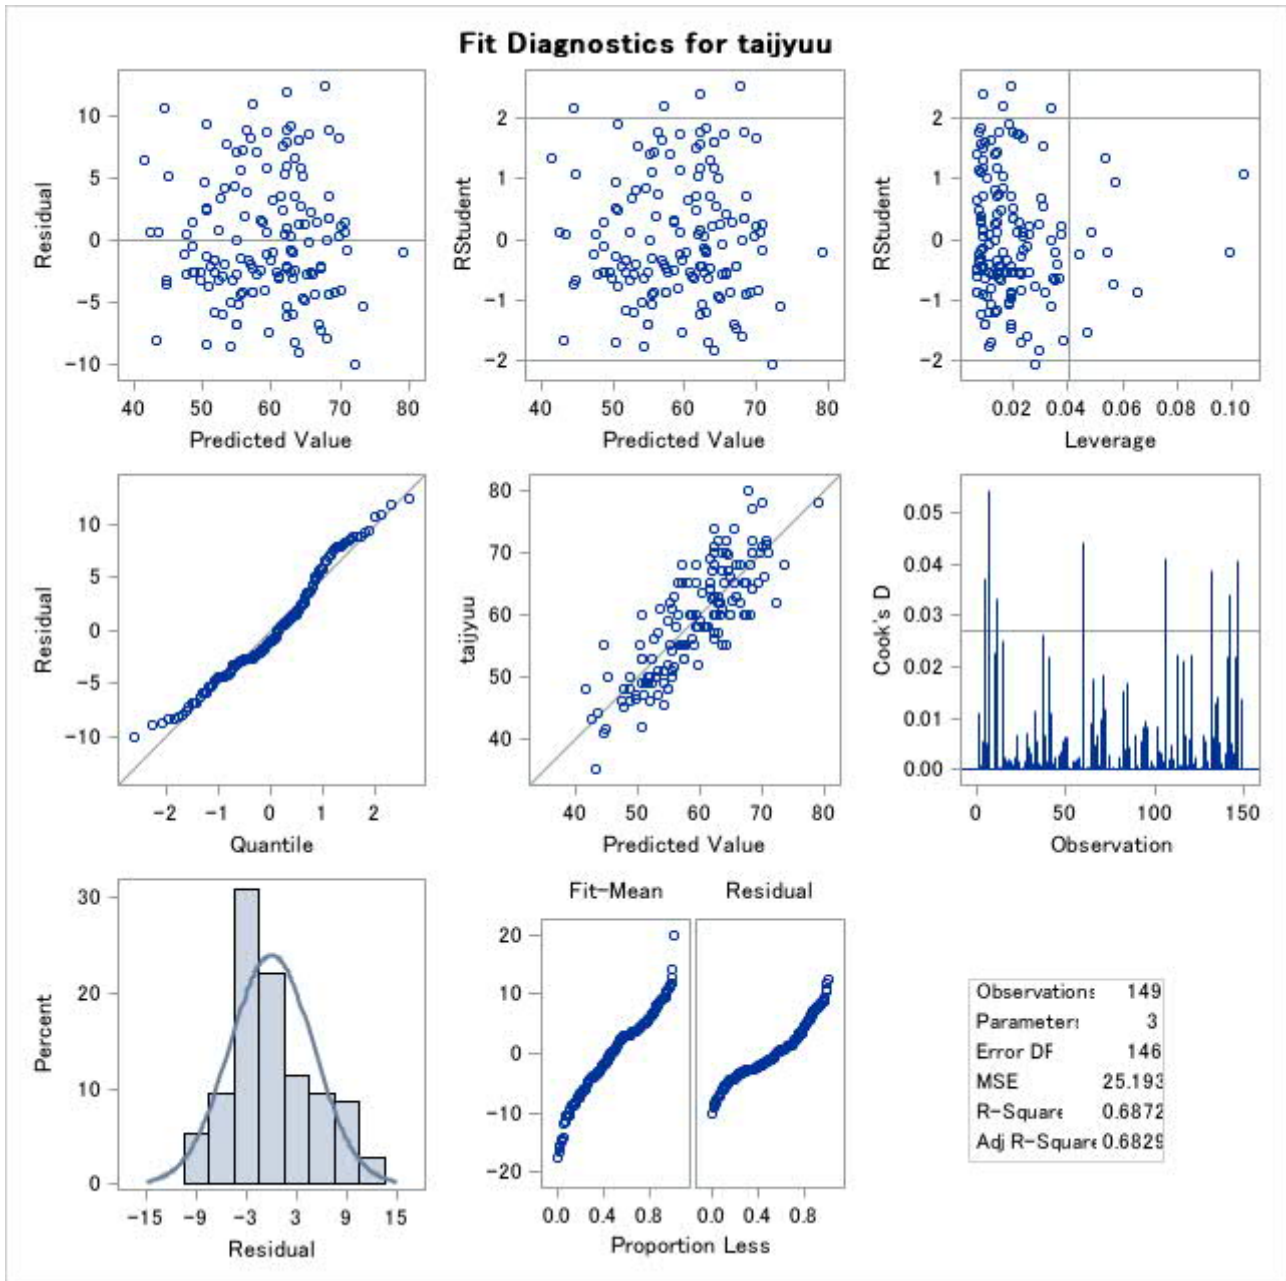 Fit Diagnostics for taijyuu
Residual
10
5
0
−5
−10
40 50 60 70 80
Predicted Value
RStudent
2
1
0
−1
−2
40 50 60 70 80
Predicted Value
RStudent
2
1
0
−1
−2
0.02 0.04 0.06 0.08 0.10
Leverage
Residual
10
5
0
−5
−10
−2 −1 0 1 2
Quantile
taijyuu
80
70
60
50
40
40 50 60 70 80
Predicted Value
Cook's D
0.05
0.04
0.03
0.02
0.01
0.00
0 50 100 150
Observation
Percent
30
20
10
0
−15 −9 −3 3 9 15
Residual
Fit−Mean Residual
20
10
0
−10
−20
0.0 0.4 0.8 0.0 0.4 0.8
Proportion Less
Observations 149
Parameters 3
Error DF 146
MSE 25.193
R−Square 0.6872
Adj R−Square 0.6829